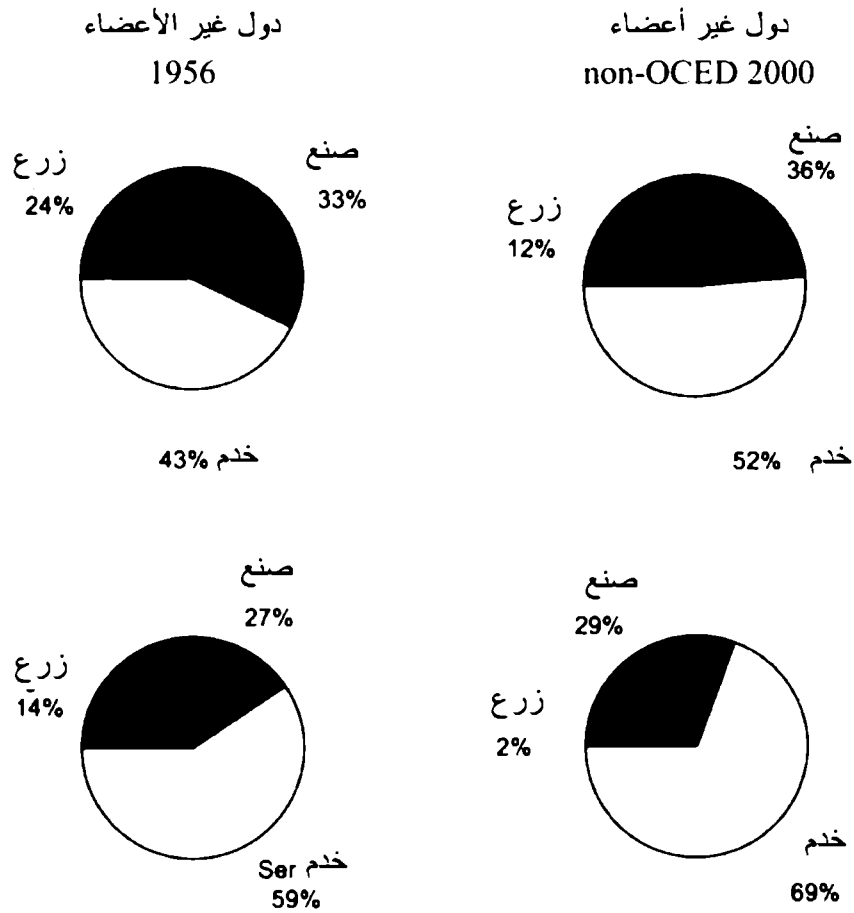 دول غير الأعضاء
1956
زرع
24%
صنع
33%
خدم 43%
دول غير أعضاء
non-OCED 2000
صنع
36%
زرع
12%
خدم 52%
صنع
27%
زرع
14%
خدم Ser
59%
صنع
29%
زرع
2%
خدم
69%